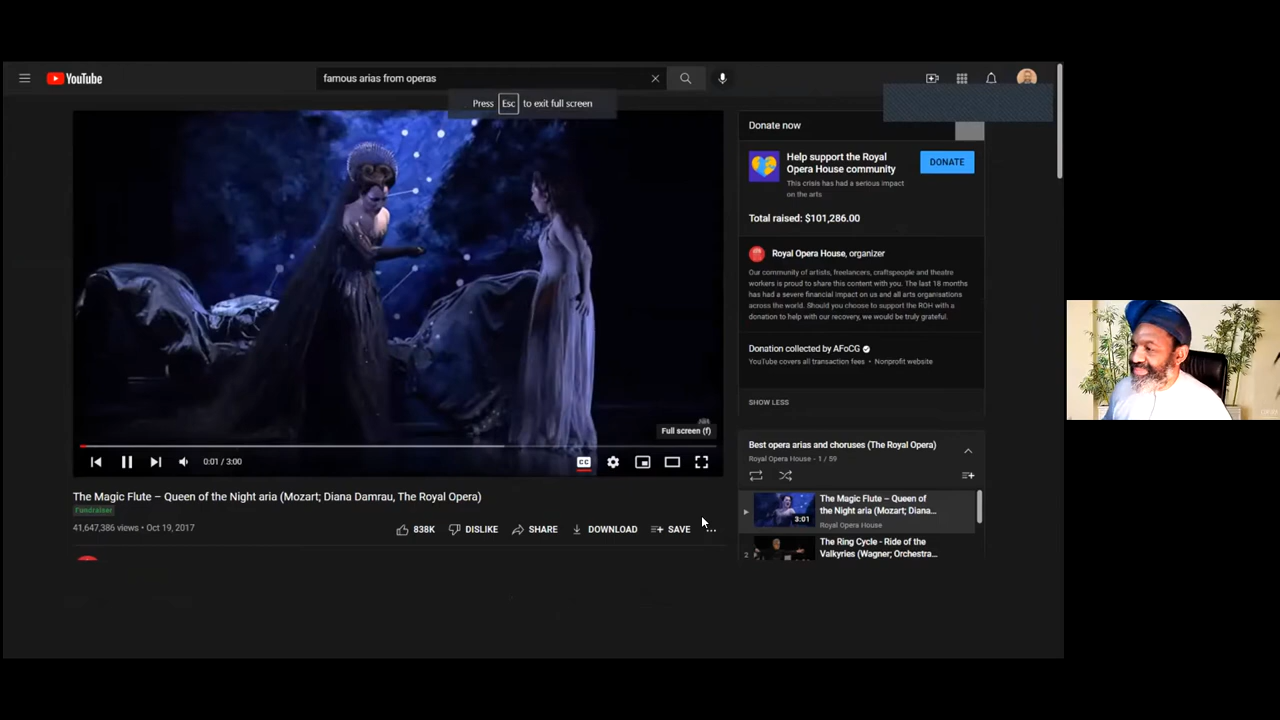 YouTube
famous arias from operas
Press Esc to exit full screen
Full screen (f)
0:01 / 3:00
CC
The Magic Flute – Queen of the Night aria (Mozart; Diana Damrau, The Royal Opera)
Fundraiser
41,647,386 views • Oct 19, 2017
838K
DISLIKE
SHARE
DOWNLOAD
SAVE
Donate now
Help support the Royal
Opera House community
This crisis has had a serious impact
on the arts
DONATE
Total raised: $101,286.00
Royal Opera House, organizer
Our community of artists, freelancers, craftspeople and theatre
workers is proud to share this content with you. The last 18 months
has had a severe financial impact on us and all arts organisations
across the world. Should you choose to support the ROH with a
donation to help with our recovery, we would be truly grateful.
Donation collected by AFoCG
YouTube covers all transaction fees • Nonprofit website
SHOW LESS
Best opera arias and choruses (The Royal Opera)
Royal Opera House - 1 / 59
3:01
The Magic Flute – Queen
of the Night aria (Mozart; Diana...
Royal Opera House
2
The Ring Cycle - Ride of the
Valkyries (Wagner; Orchestra...